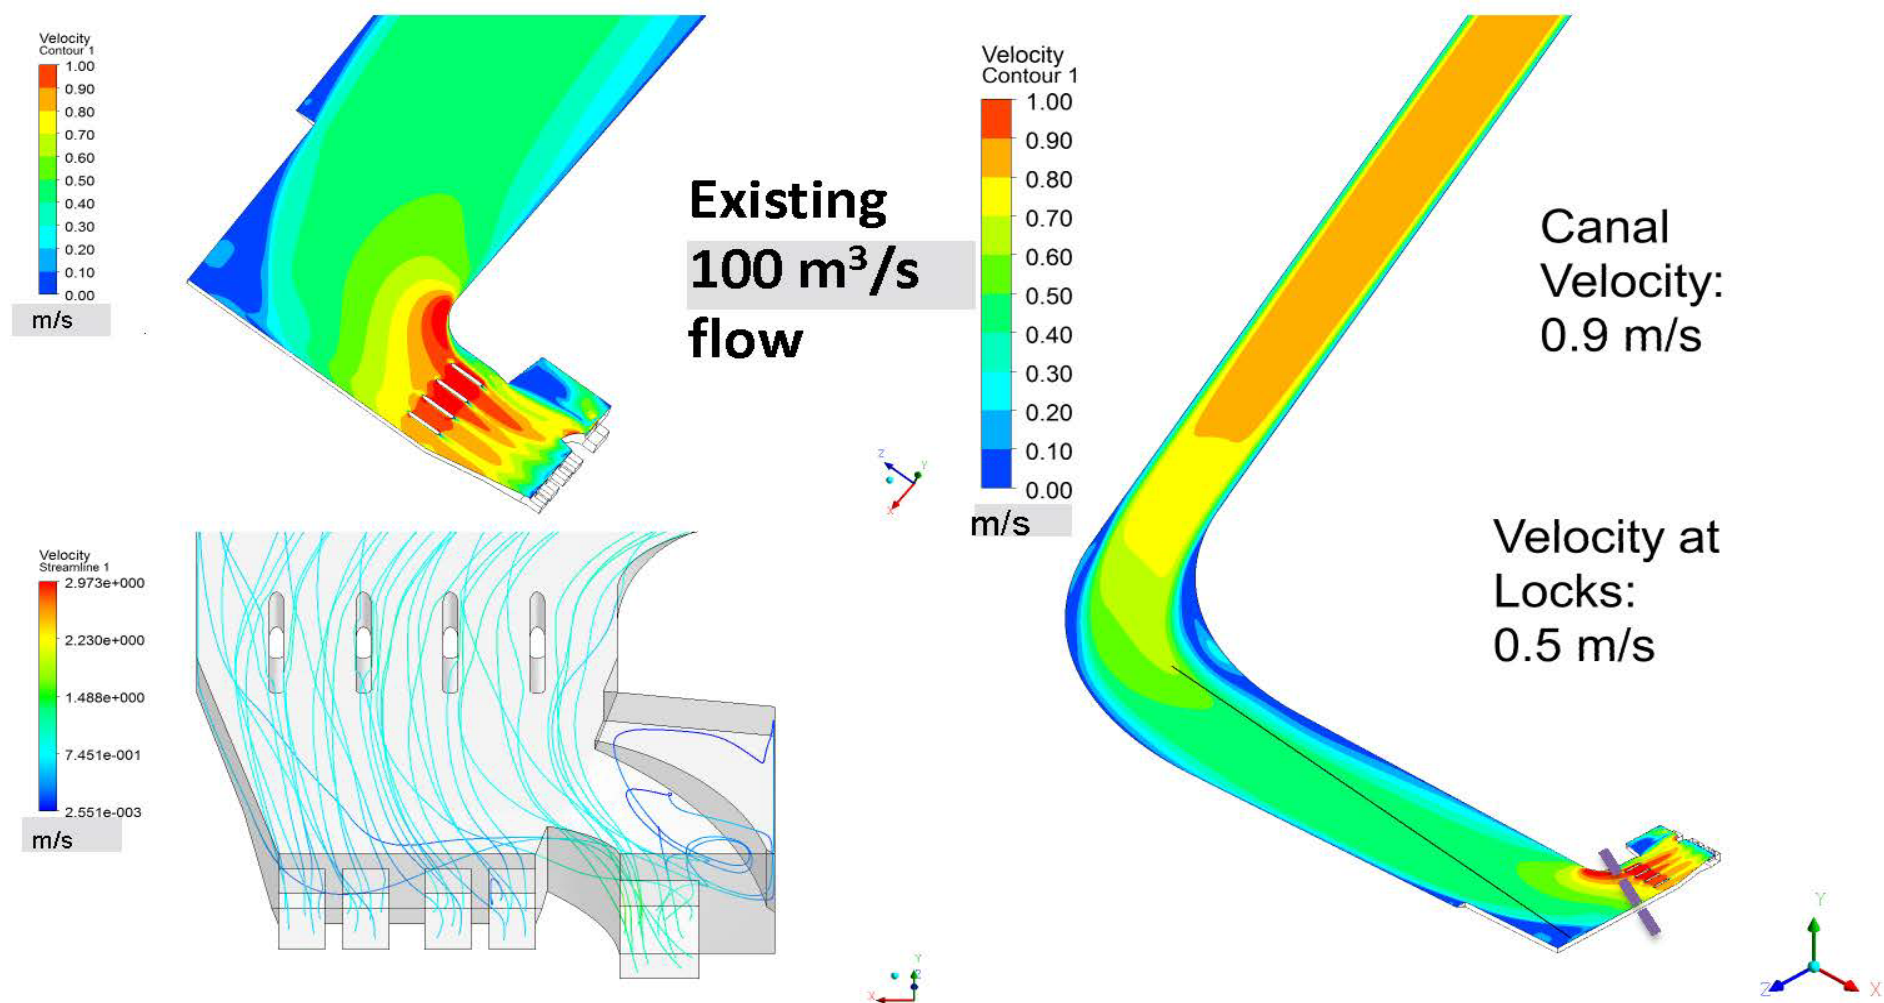 Velocity
Contour 1
1.00
0.90
0.80
0.70
0.60
0.50
0.40
0.30
0.20
0.10
0.00
m/s
Existing
100 m³/s
flow
Z
Y
X
Velocity
Contour 1
1.00
0.90
0.80
0.70
0.60
0.50
0.40
0.30
0.20
0.10
0.00
m/s
Canal
Velocity:
0.9 m/s
Velocity at
Locks:
0.5 m/s
Velocity
Streamline 1
2.973e+000
2.230e+000
1.488e+000
7.451e-001
2.551e-003
m/s
Y
Z
X
Y
Z
X